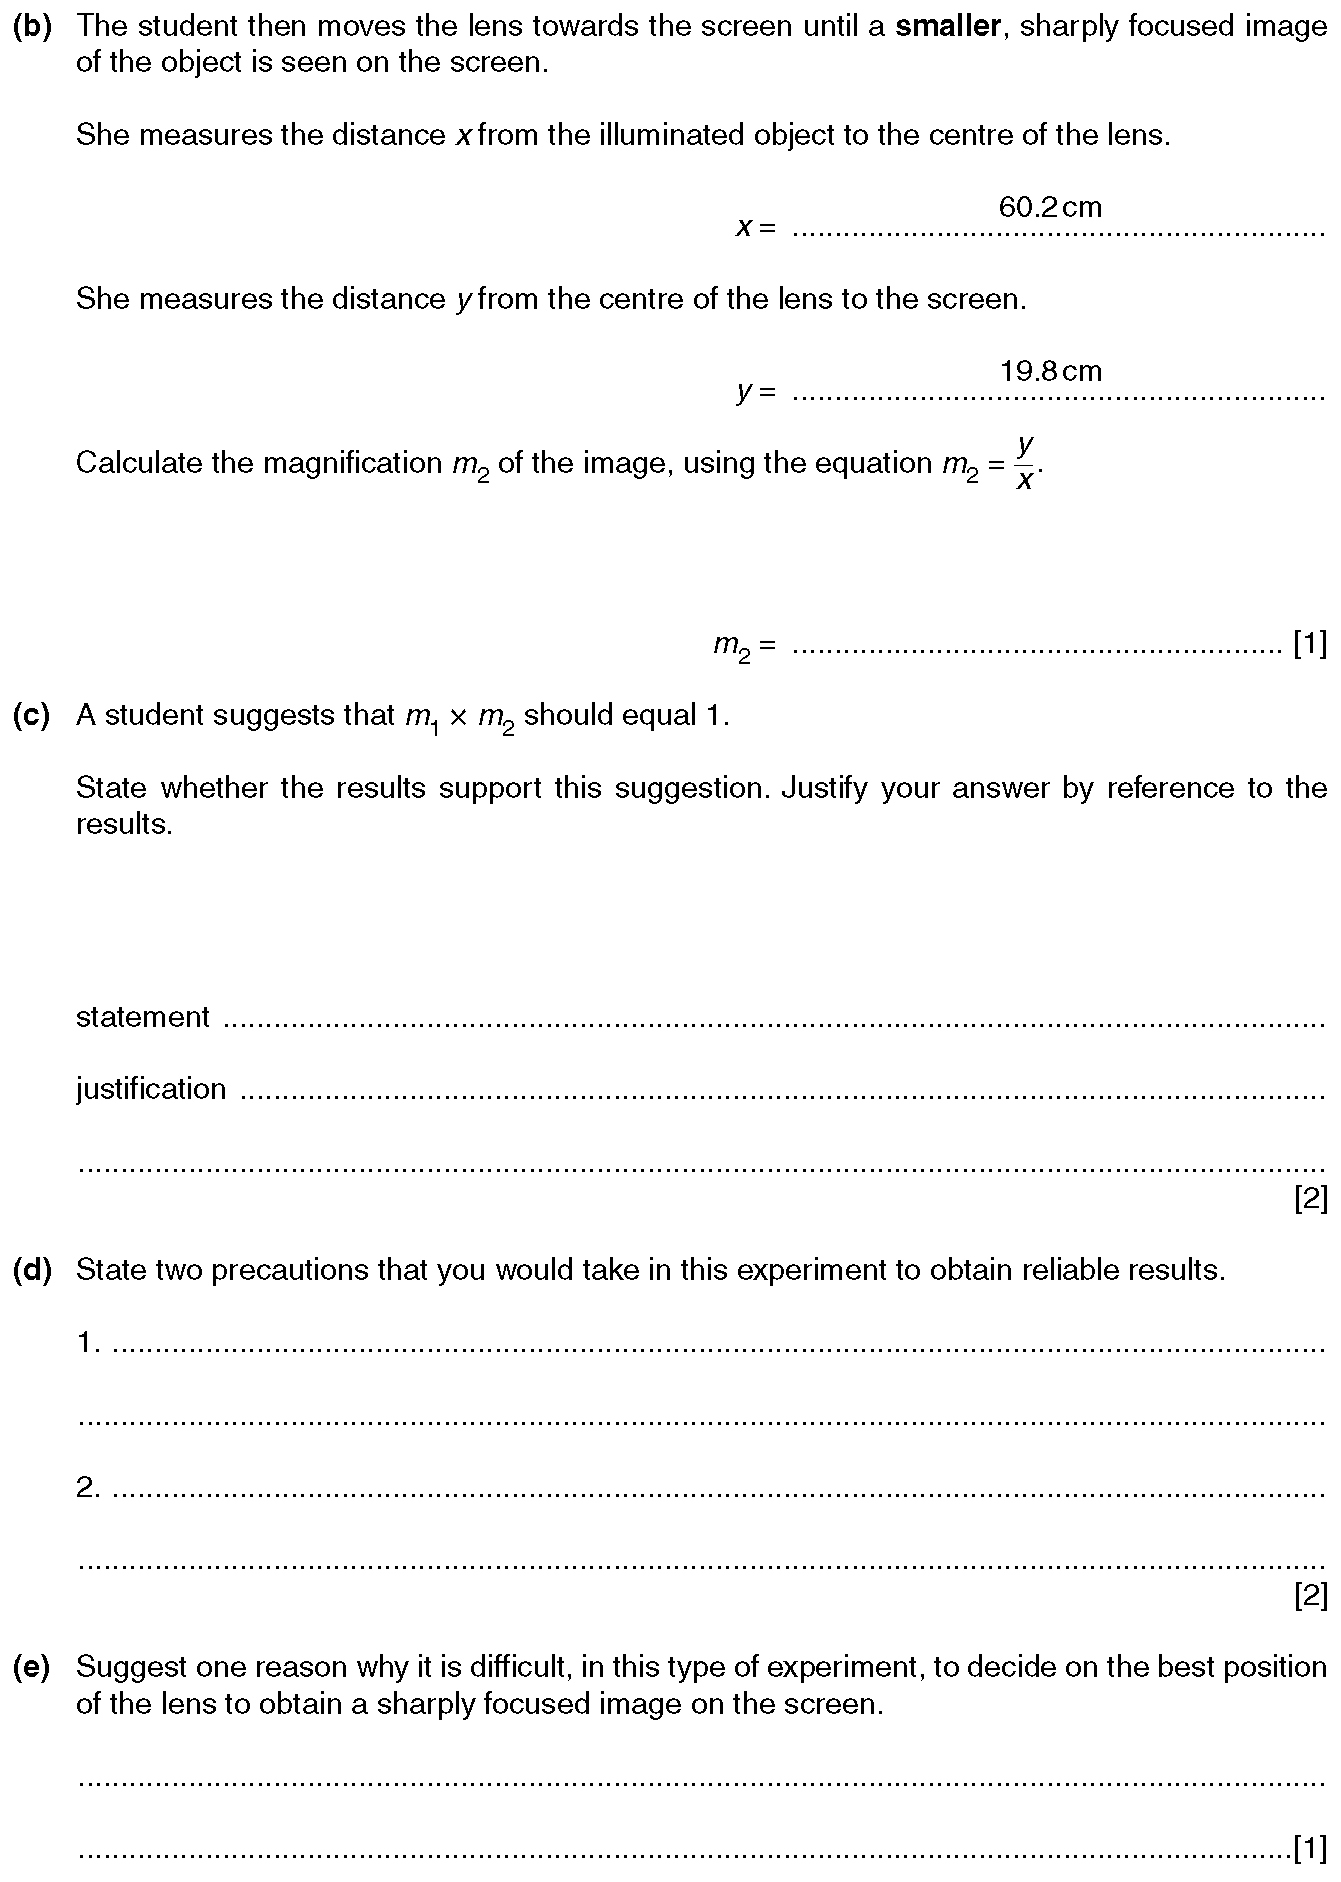 (b) The student then moves the lens towards the screen until a smaller, sharply focused image
of the object is seen on the screen.
She measures the distance x from the illuminated object to the centre of the lens.
x = ............................................................... 60.2 cm
She measures the distance y from the centre of the lens to the screen.
y = ............................................................... 19.8 cm
Calculate the magnification m₂ of the image, using the equation m₂ = y/x.
m₂ = .......................................................... [1]
(c) A student suggests that m₁ × m₂ should equal 1.
State whether the results support this suggestion. Justify your answer by reference to the
results.
statement ..................................................................................................................................
justification ................................................................................................................................
...................................................................................................................................................
[2]
(d) State two precautions that you would take in this experiment to obtain reliable results.
1. ...............................................................................................................................................
...................................................................................................................................................
2. ...............................................................................................................................................
...................................................................................................................................................
[2]
(e) Suggest one reason why it is difficult, in this type of experiment, to decide on the best position
of the lens to obtain a sharply focused image on the screen.
...................................................................................................................................................
...............................................................................................................................................[1]